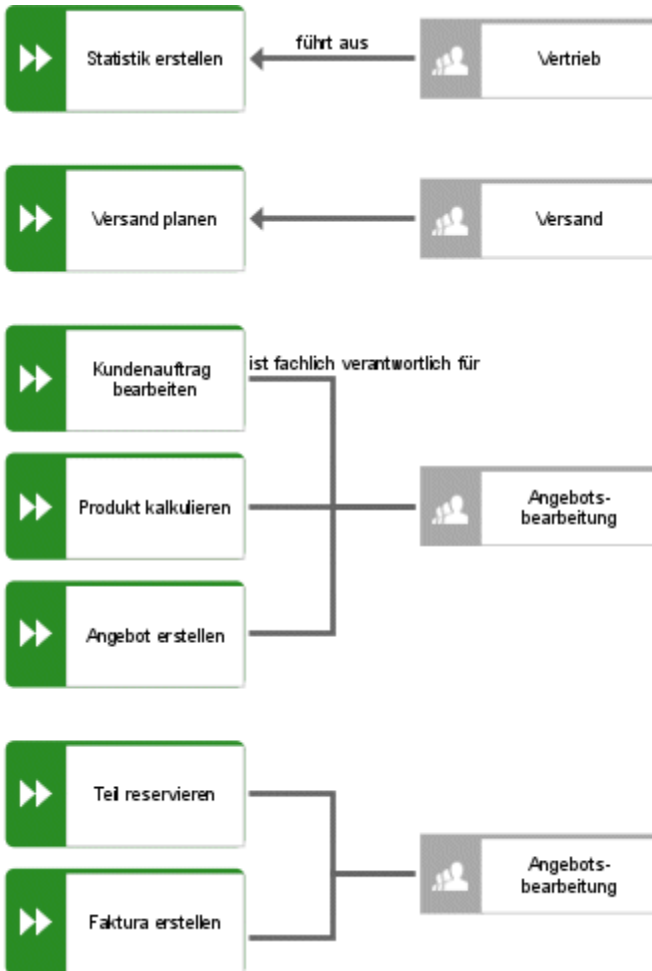 Statistik erstellen
führt aus
Vertrieb
Versand planen
Versand
Kundenauftrag
bearbeiten
ist fachlich verantwortlich für
Produkt kalkulieren
Angebots-
bearbeitung
Angebot erstellen
Teil reservieren
Angebots-
bearbeitung
Faktura erstellen